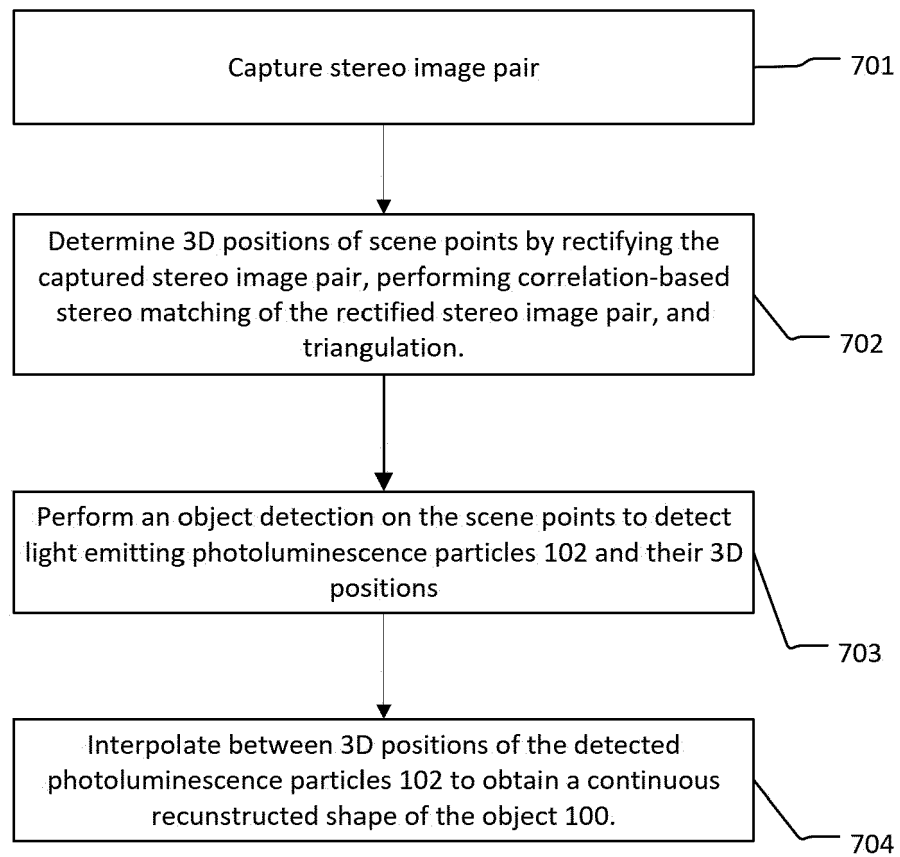 Capture stereo image pair
701
Determine 3D positions of scene points by rectifying the
captured stereo image pair, performing correlation-based
stereo matching of the rectified stereo image pair, and
triangulation.
702
Perform an object detection on the scene points to detect
light emitting photoluminescence particles 102 and their 3D
positions
703
Interpolate between 3D positions of the detected
photoluminescence particles 102 to obtain a continuous
recunstructed shape of the object 100.
704